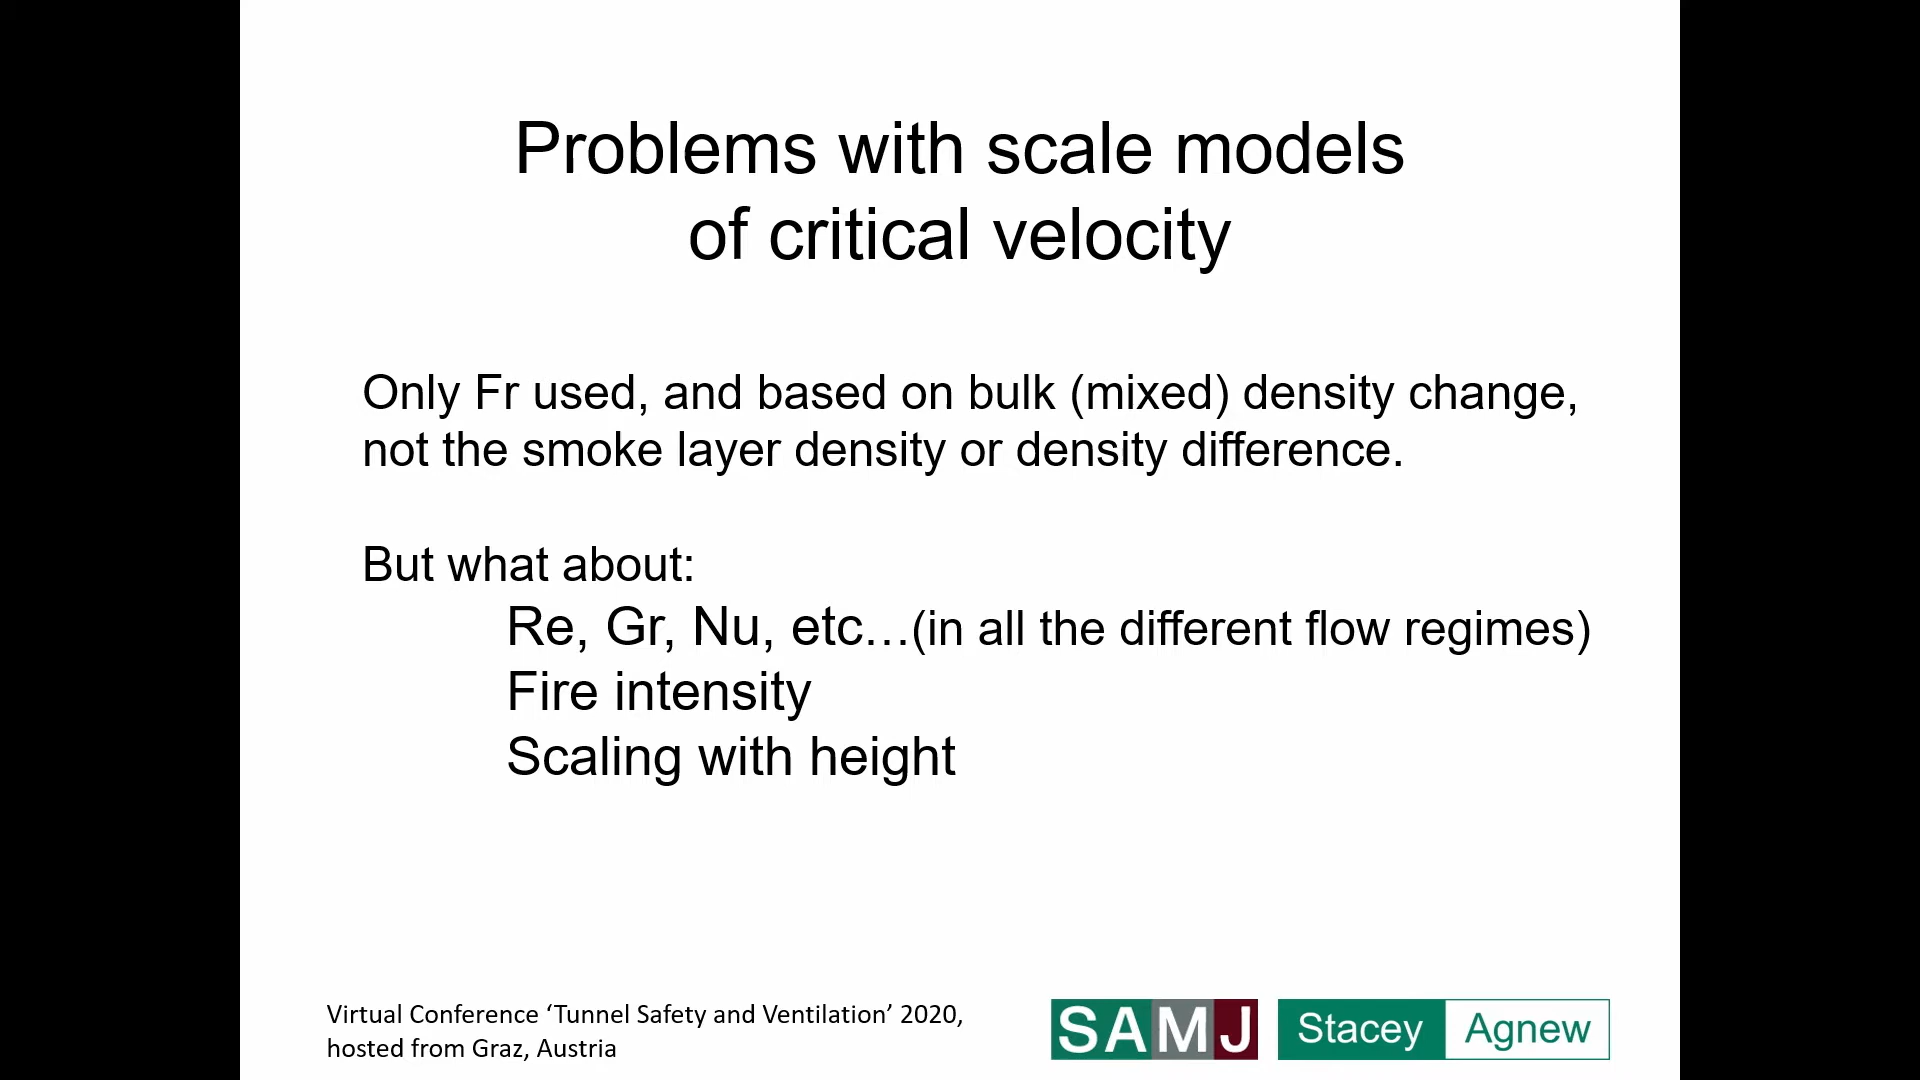 Problems with scale models
of critical velocity
Only Fr used, and based on bulk (mixed) density change,
not the smoke layer density or density difference.
But what about:
Re, Gr, Nu, etc…(in all the different flow regimes)
Fire intensity
Scaling with height
Virtual Conference ‘Tunnel Safety and Ventilation’ 2020,
hosted from Graz, Austria
SAMJ
Stacey Agnew